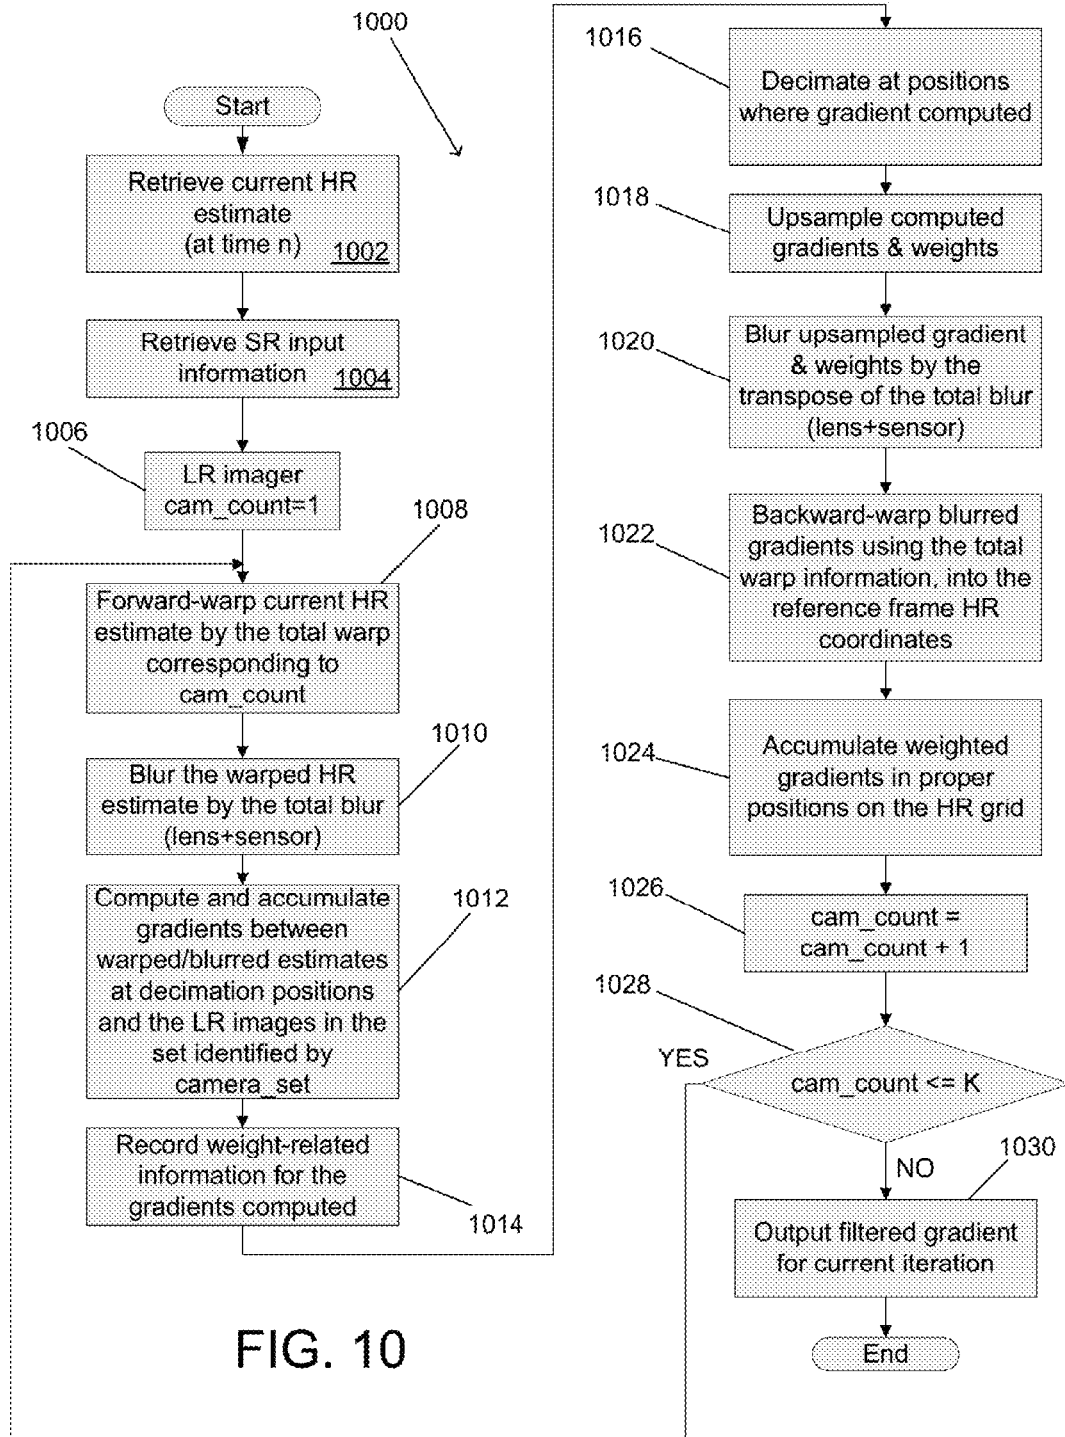 1000
Start
Retrieve current HR
estimate
(at time n)
1002
Retrieve SR input
information
1004
1006
LR imager
cam_count=1
1008
Forward-warp current HR
estimate by the total warp
corresponding to
cam_count
1010
Blur the warped HR
estimate by the total blur
(lens+sensor)
1012
Compute and accumulate
gradients between
warped/blurred estimates
at decimation positions
and the LR images in the
set identified by
camera_set
Record weight-related
information for the
gradients computed
1014
1016
Decimate at positions
where gradient computed
1018
Upsample computed
gradients & weights
1020
Blur upsampled gradient
& weights by the
transpose of the total blur
(lens+sensor)
1022
Backward-warp blurred
gradients using the total
warp information, into the
reference frame HR
coordinates
1024
Accumulate weighted
gradients in proper
positions on the HR grid
1026
cam_count =
cam_count + 1
1028
YES
cam_count <= K
NO
1030
Output filtered gradient
for current iteration
End
FIG. 10